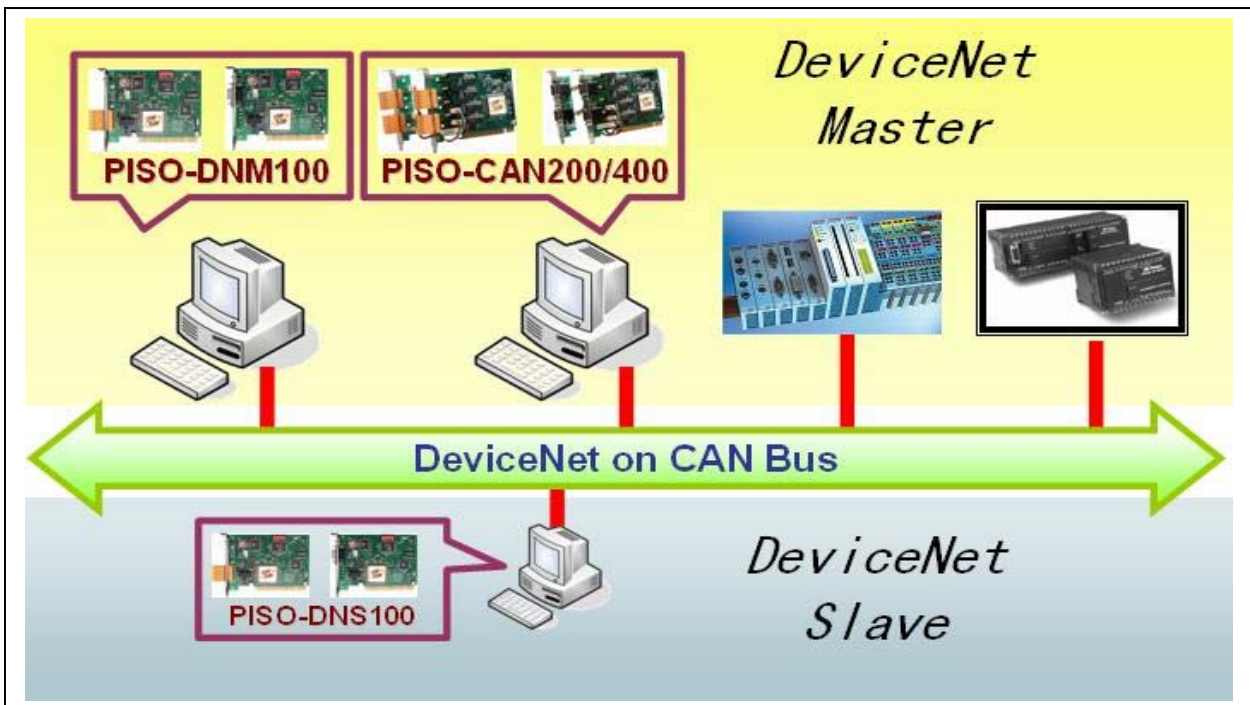 DeviceNet
Master
PISO-DNM100
PISO-CAN200/400
DeviceNet on CAN Bus
PISO-DNS100
DeviceNet
Slave